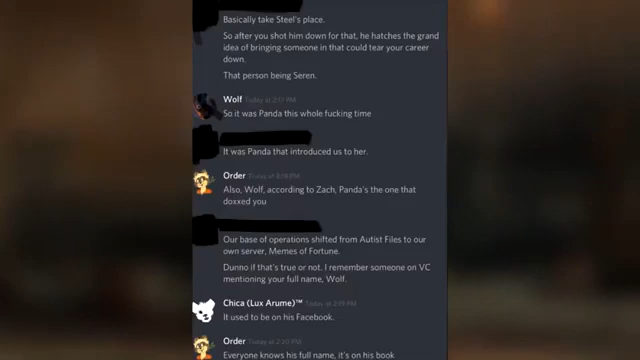 Basically take Steel's place.
So after you shot him down for that, he hatches the grand
idea of bringing someone in that could tear your career
down.
That person being Seren.
Wolf Today at 2:17 PM
So it was Panda this whole fucking time
It was Panda that introduced us to her.
Order Today at 8:19 PM
Also, Wolf, according to Zach, Panda's the one that
doxxed you
Our base of operations shifted from Autist Files to our
own server, Memes of Fortune.
Dunno if that's true or not. I remember someone on VC
mentioning your full name, Wolf.
Chica (Lux Arume)™ Today at 2:19 PM
It used to be on his Facebook.
Order Today at 2:20 PM
Everyone knows his full name, it's on his book